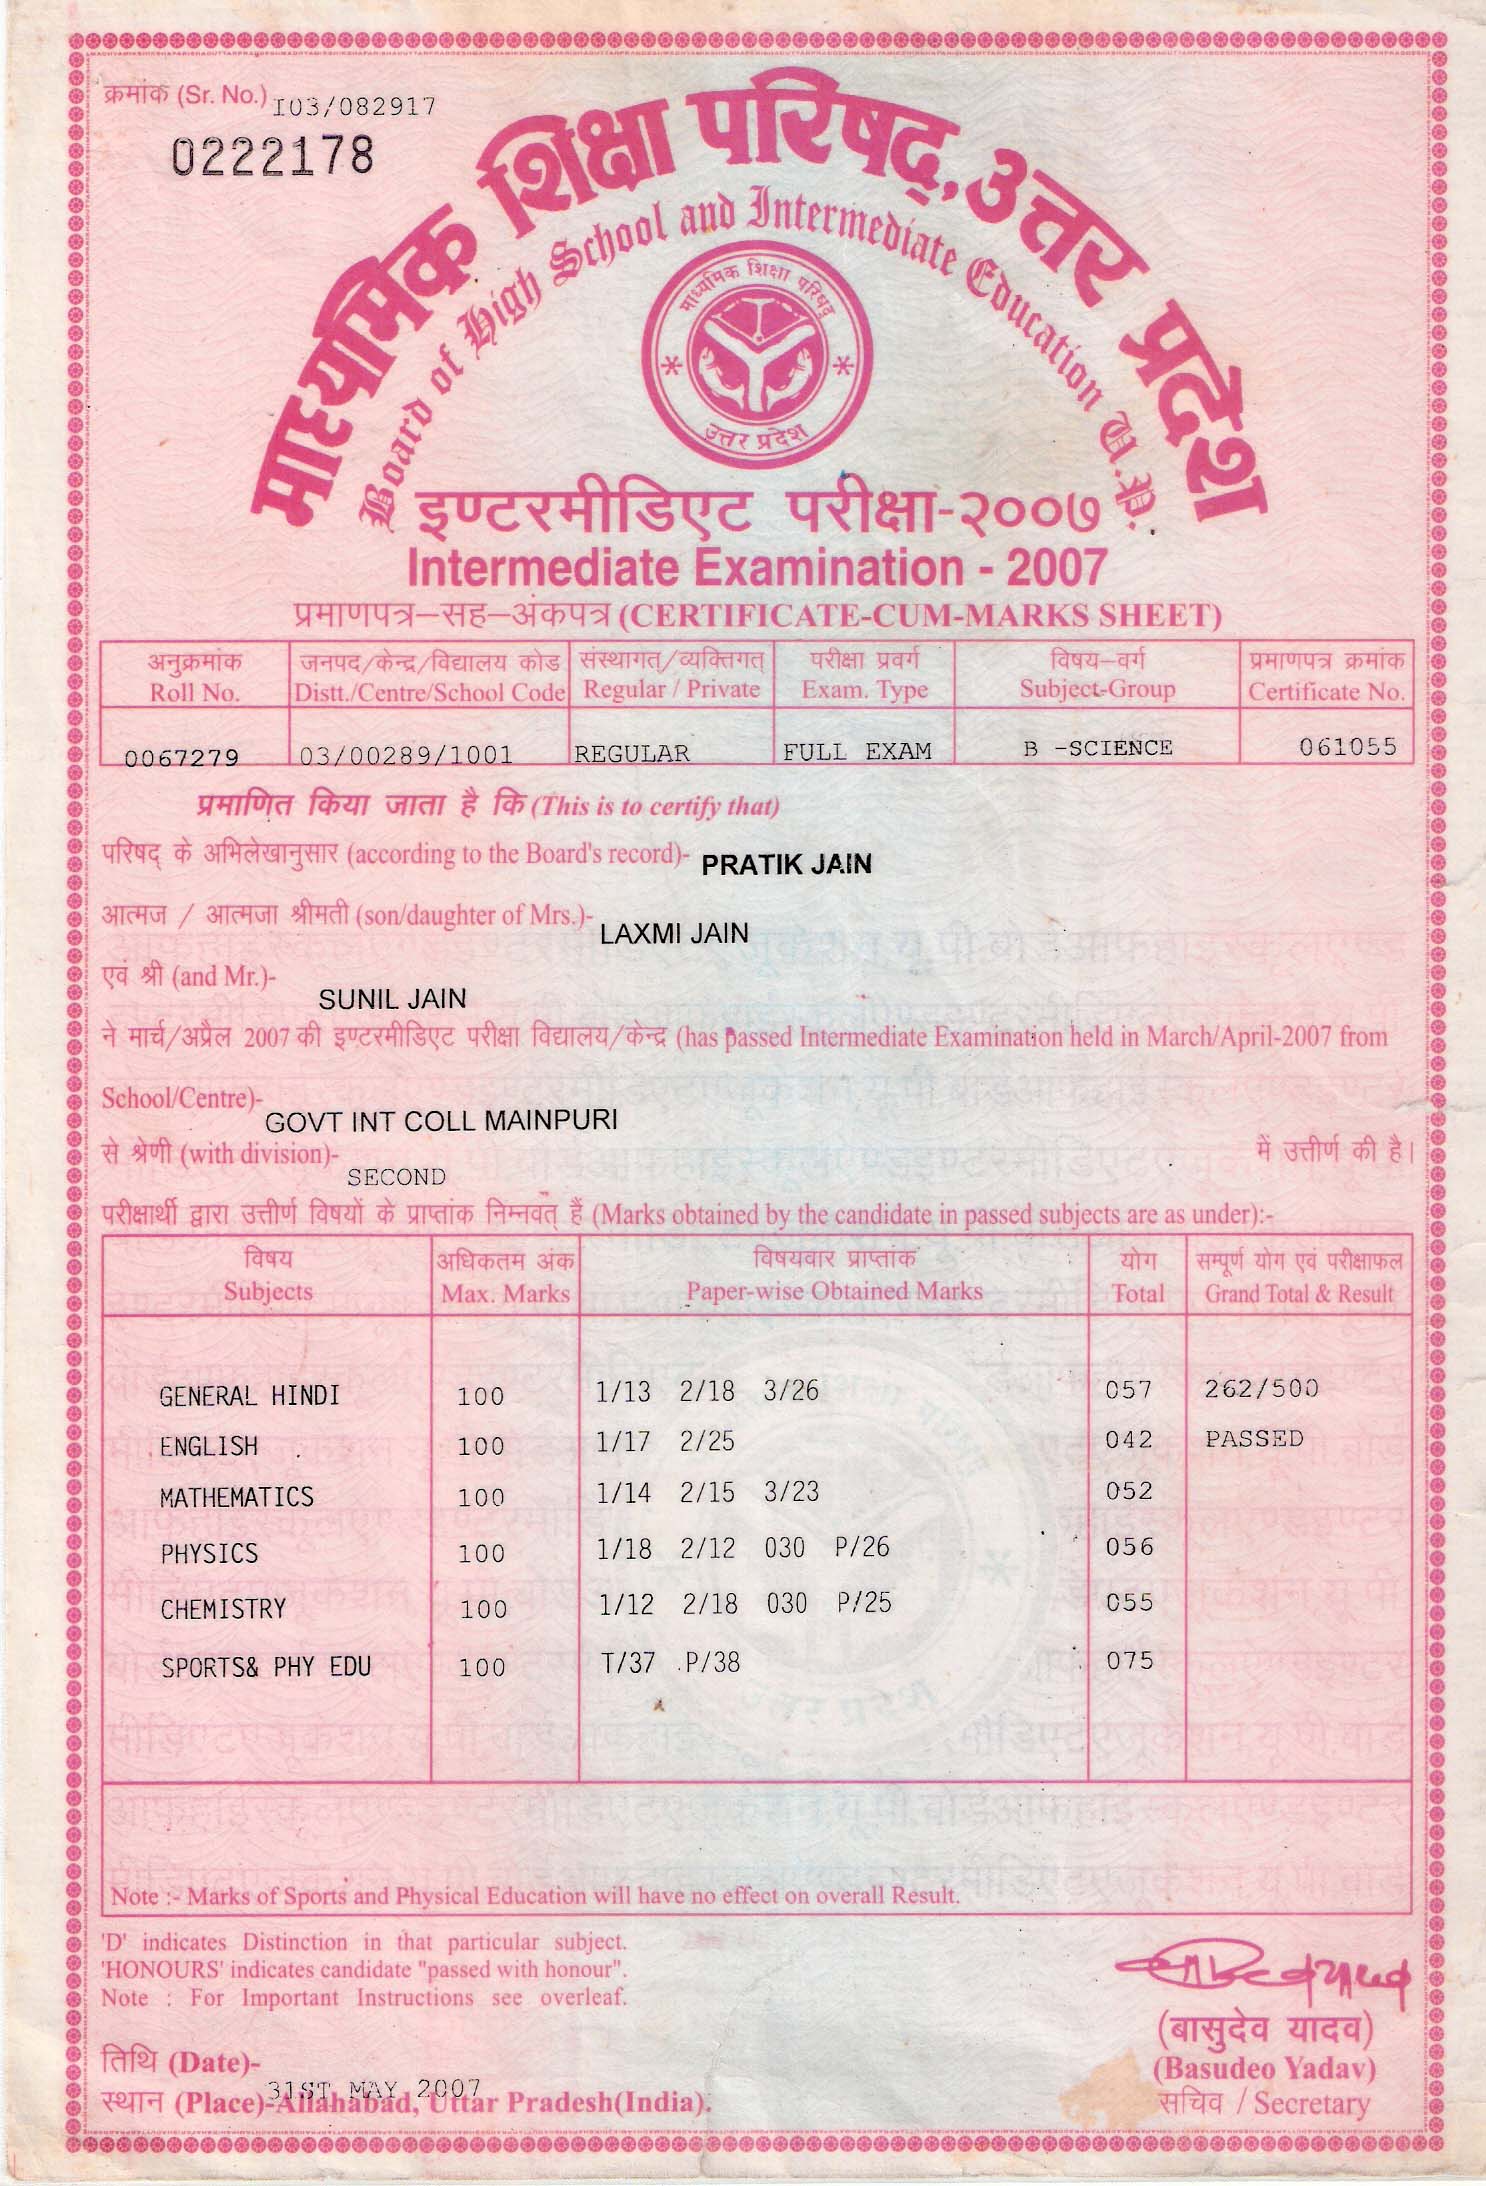 क्रमांक (Sr. No.) I03/082917
0222178
माध्यमिक शिक्षा परिषद्, उत्तर प्रदेश
Board of High School and Intermediate Education U.P.
माध्यमिक शिक्षा परिषद्
उत्तर प्रदेश
इण्टरमीडिएट परीक्षा-२००७
Intermediate Examination - 2007
प्रमाणपत्र–सह–अंकपत्र (CERTIFICATE-CUM-MARKS SHEET)
अनुक्रमांक जनपद/केन्द्र/विद्यालय कोड संस्थागत्/व्यक्तिगत् परीक्षा प्रवर्ग विषय–वर्ग प्रमाणपत्र क्रमांक
Roll No. Distt./Centre/School Code Regular / Private Exam. Type Subject-Group Certificate No.
0067279 03/00289/1001 REGULAR FULL EXAM B -SCIENCE 061055
प्रमाणित किया जाता है कि (This is to certify that)
परिषद् के अभिलेखानुसार (according to the Board's record)- PRATIK JAIN
आत्मज / आत्मजा श्रीमती (son/daughter of Mrs.)- LAXMI JAIN
एवं श्री (and Mr.)- SUNIL JAIN
ने मार्च/अप्रैल 2007 की इण्टरमीडिएट परीक्षा विद्यालय/केन्द्र (has passed Intermediate Examination held in March/April-2007 from
School/Centre)- GOVT INT COLL MAINPURI
से श्रेणी (with division)- SECOND में उत्तीर्ण की है।
परीक्षार्थी द्वारा उत्तीर्ण विषयों के प्राप्तांक निम्नवत् हैं (Marks obtained by the candidate in passed subjects are as under):-
विषय अधिकतम अंक विषयवार प्राप्तांक योग सम्पूर्ण योग एवं परीक्षाफल
Subjects Max. Marks Paper-wise Obtained Marks Total Grand Total & Result
GENERAL HINDI 100 1/13 2/18 3/26 057 262/500
ENGLISH 100 1/17 2/25 042 PASSED
MATHEMATICS 100 1/14 2/15 3/23 052
PHYSICS 100 1/18 2/12 030 P/26 056
CHEMISTRY 100 1/12 2/18 030 P/25 055
SPORTS& PHY EDU 100 T/37 P/38 075
Note :- Marks of Sports and Physical Education will have no effect on overall Result.
'D' indicates Distinction in that particular subject.
'HONOURS' indicates candidate "passed with honour".
Note : For Important Instructions see overleaf.
(बासुदेव यादव)
(Basudeo Yadav)
सचिव / Secretary
तिथि (Date)- 31ST MAY 2007
स्थान (Place)-Allahabad, Uttar Pradesh(India).